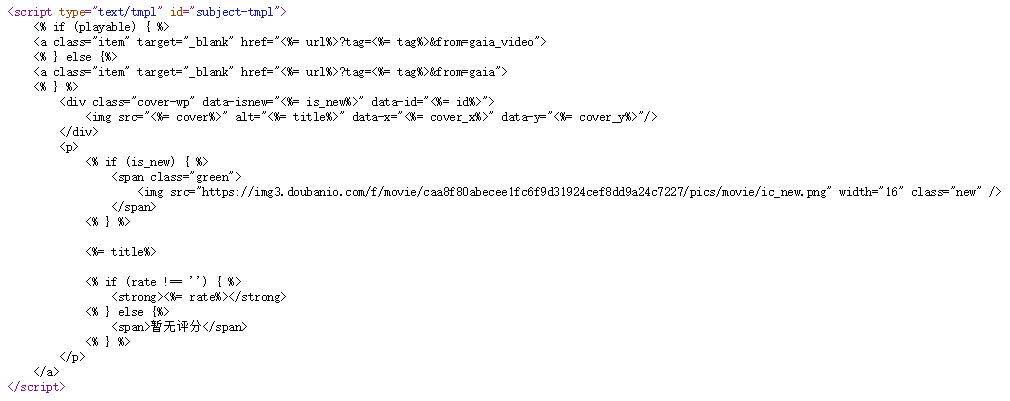 <script type="text/tmpl" id="subject-tmpl">
<% if (playable) { %>
<a class="item" target="_blank" href="<%= url%>?tag=<%= tag%>&from=gaia_video">
<% } else {%>
<a class="item" target="_blank" href="<%= url%>?tag=<%= tag%>&from=gaia">
<% } %>
<div class="cover-wp" data-isnew="<%= is_new%>" data-id="<%= id%>">
<img src="<%= cover%>" alt="<%= title%>" data-x="<%= cover_x%>" data-y="<%= cover_y%>"/>
</div>
<p>
<% if (is_new) { %>
<span class="green">
<img src="https://img3.doubanio.com/f/movie/caa8f80abecee1fc6f9d31924cef8dd9a24c7227/pics/movie/ic_new.png" width="16" class="new" />
</span>
<% } %>
<%= title%>
<% if (rate !== '') { %>
<strong><%= rate%></strong>
<% } else {%>
<span>暂无评分</span>
<% } %>
</p>
</a>
</script>